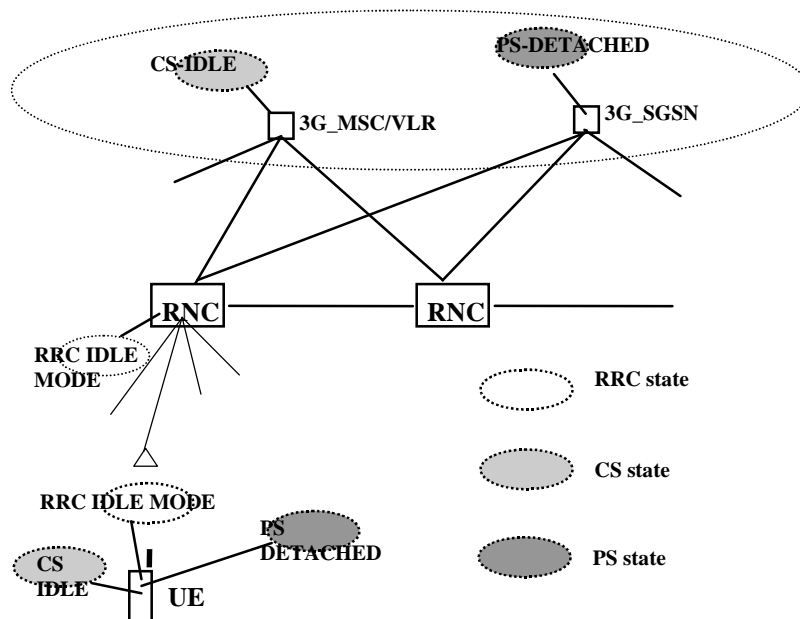 CS-IDLE
PS-DETACHED
3G_MSC/VLR
3G_SGSN
RNC
RNC
RRC IDLE
MODE
RRC state
CS state
RRC IDLE MODE
PS
DETACHED
CS
IDLE
UE
PS state